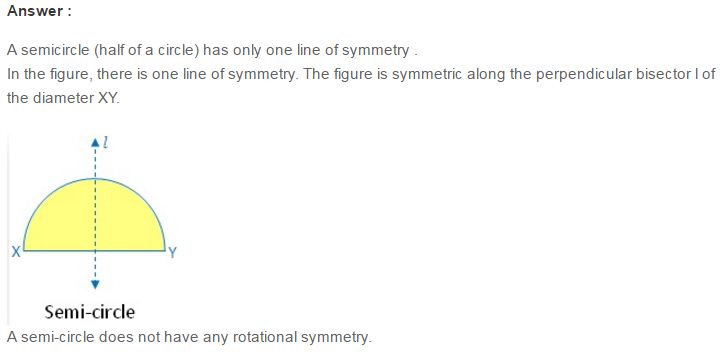 Answer :
A semicircle (half of a circle) has only one line of symmetry .
In the figure, there is one line of symmetry. The figure is symmetric along the perpendicular bisector l of
the diameter XY.
l
X Y
Semi-circle
A semi-circle does not have any rotational symmetry.